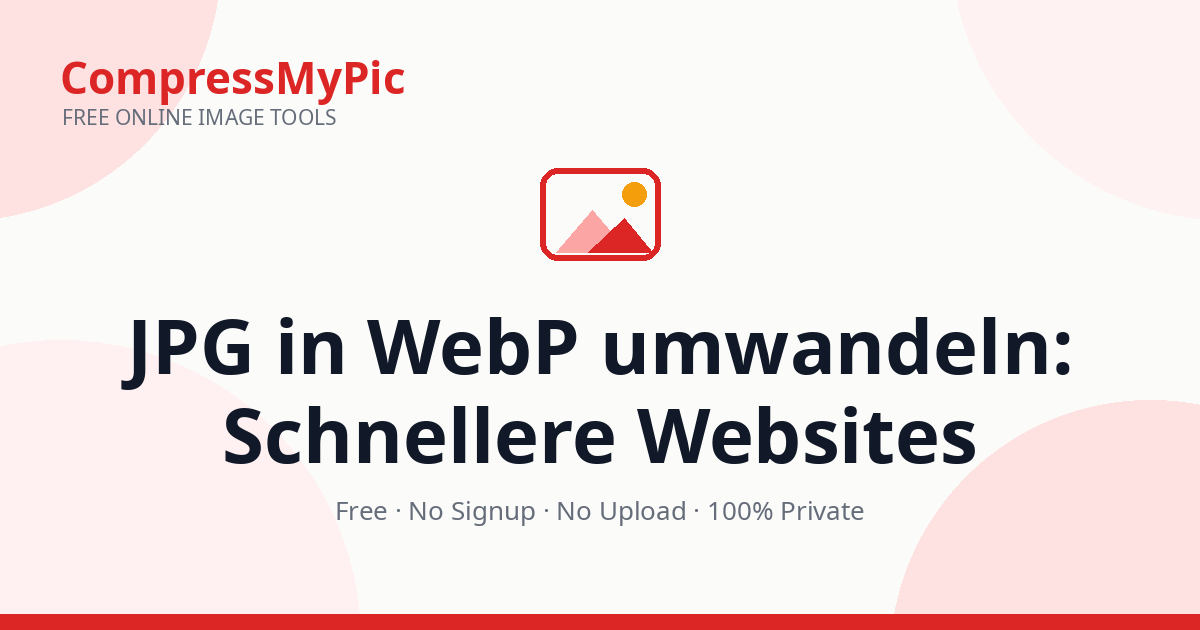 CompressMyPic
FREE ONLINE IMAGE TOOLS
JPG in WebP umwandeln:
Schnellere Websites
Free · No Signup · No Upload · 100% Private